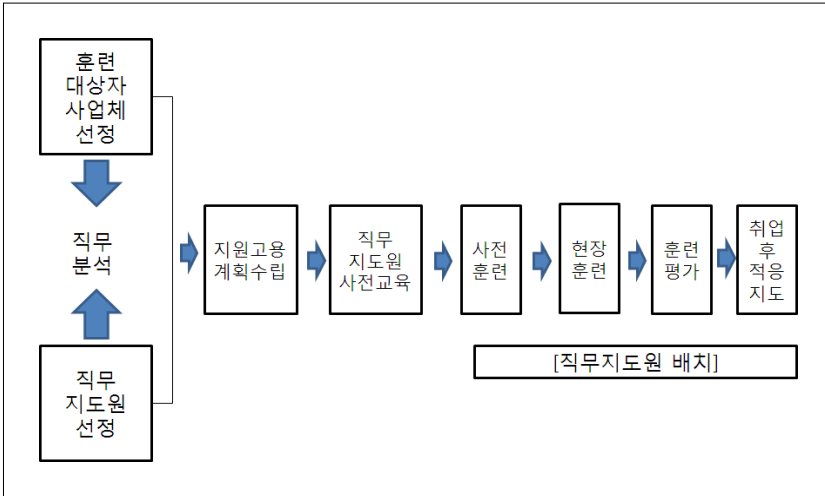 훈련
대상자
사업체
선정
직무
분석
직무
지도원
선정
지원고용
계획수립
직무
지도원
사전교육
사전
훈련
현장
훈련
훈련
평가
취업
후
적응
지도
[직무지도원 배치]